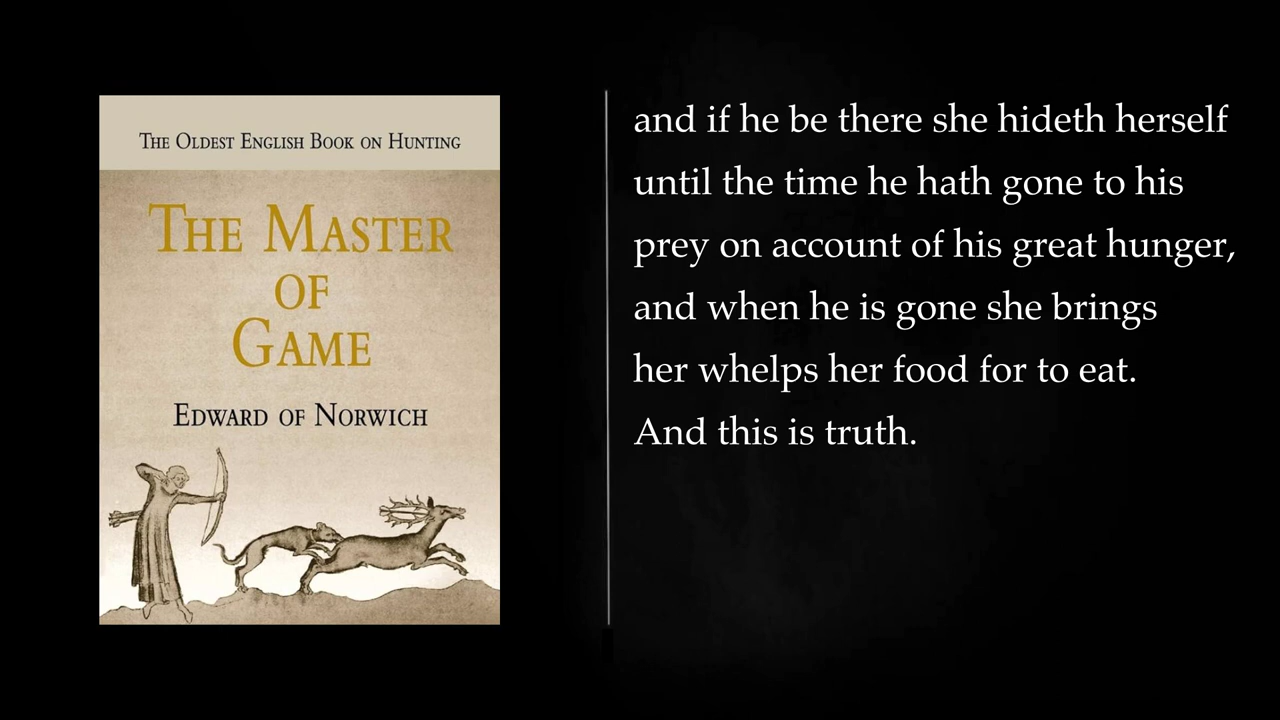 The Oldest English Book on Hunting
The Master
of
Game
Edward of Norwich
and if he be there she hideth herself
until the time he hath gone to his
prey on account of his great hunger,
and when he is gone she brings
her whelps her food for to eat.
And this is truth.